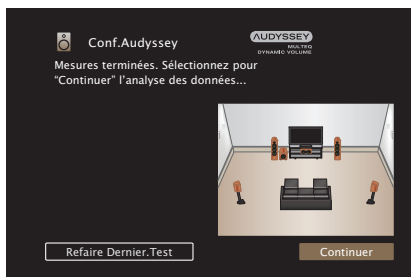 Conf.Audyssey
AUDYSSEY
MULTEQ
DYNAMIC VOLUME
Mesures terminées. Sélectionnez pour
“Continuer” l’analyse des données...
Refaire Dernier.Test
Continuer